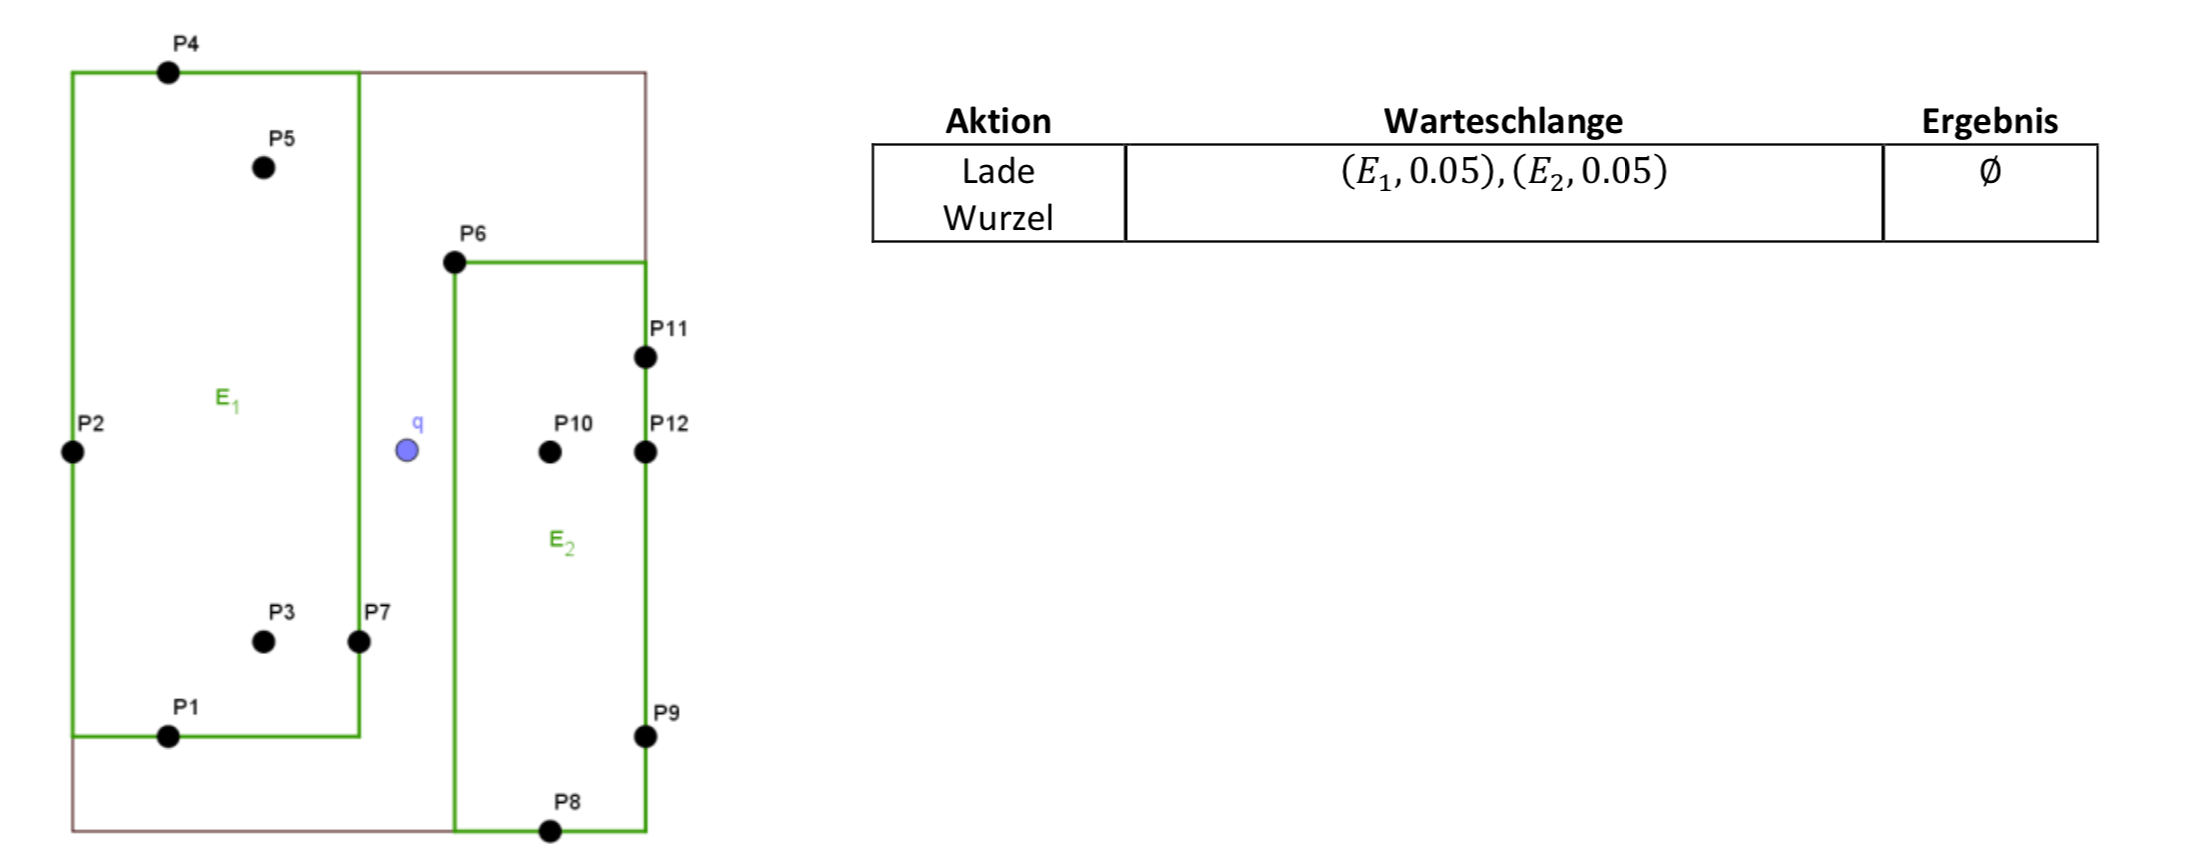 P4
P5
P6
P11
E₁
P2
q
P10
P12
E₂
P3
P7
P1
P9
P8
Aktion Warteschlange Ergebnis
Lade (E₁, 0.05), (E₂, 0.05) ∅
Wurzel